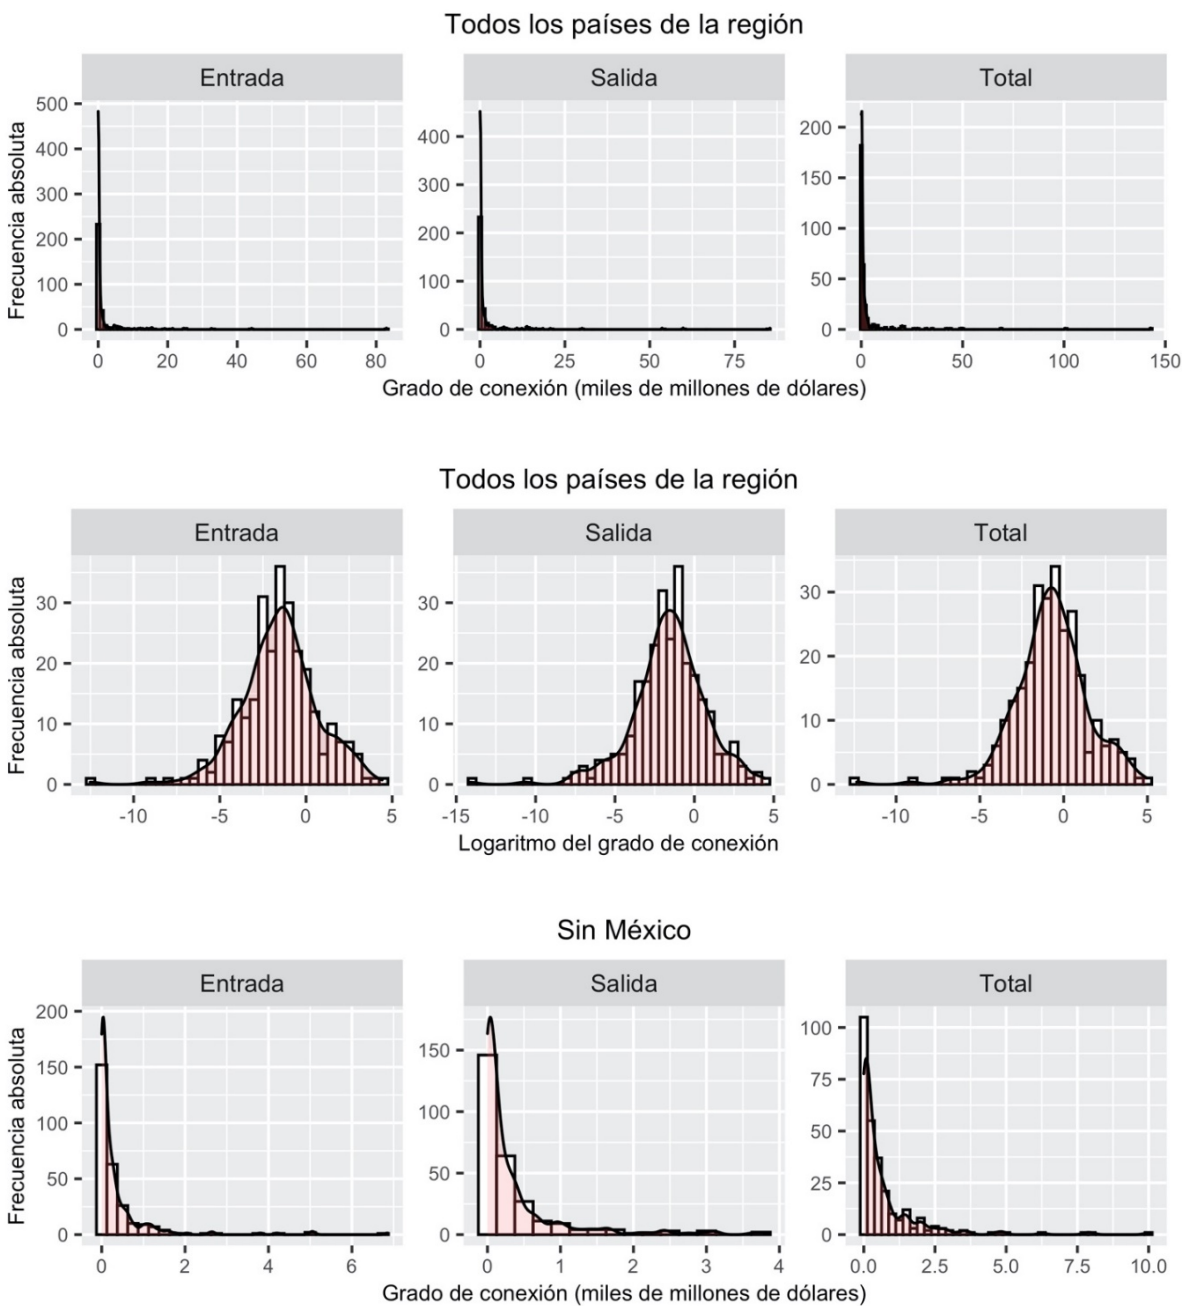 Todos los países de la región
Entrada Salida Total
Frecuencia absoluta
500
400
300
200
100
0
400
300
200
100
0
200
150
100
50
0
0 20 40 60 80
0 25 50 75
0 50 100 150
Grado de conexión (miles de millones de dólares)
Todos los países de la región
Entrada Salida Total
Frecuencia absoluta
30
20
10
0
30
20
10
0
30
20
10
0
-10 -5 0 5
-15 -10 -5 0 5
-10 -5 0 5
Logaritmo del grado de conexión
Sin México
Entrada Salida Total
Frecuencia absoluta
200
150
100
50
0
150
100
50
0
100
75
50
25
0
0 2 4 6
0 1 2 3 4
0.0 2.5 5.0 7.5 10.0
Grado de conexión (miles de millones de dólares)